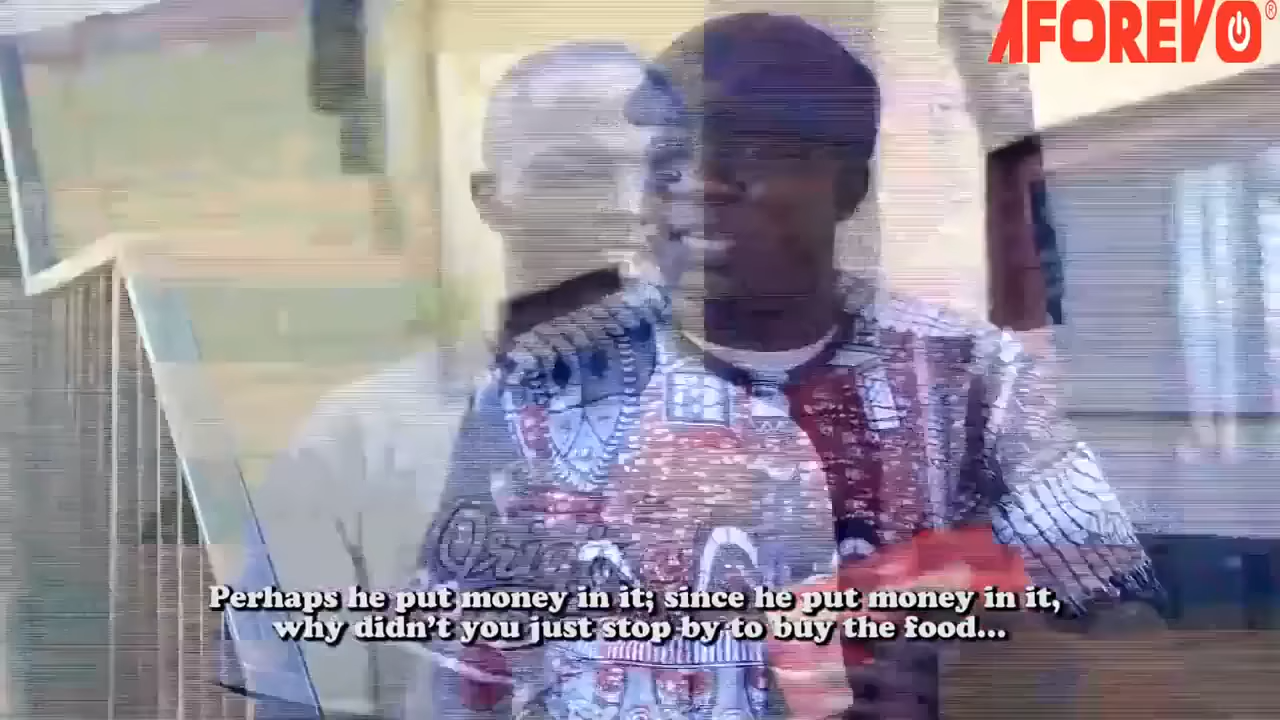 AFOREVO®
Perhaps he put money in it; since he put money in it,
why didn't you just stop by to buy the food...